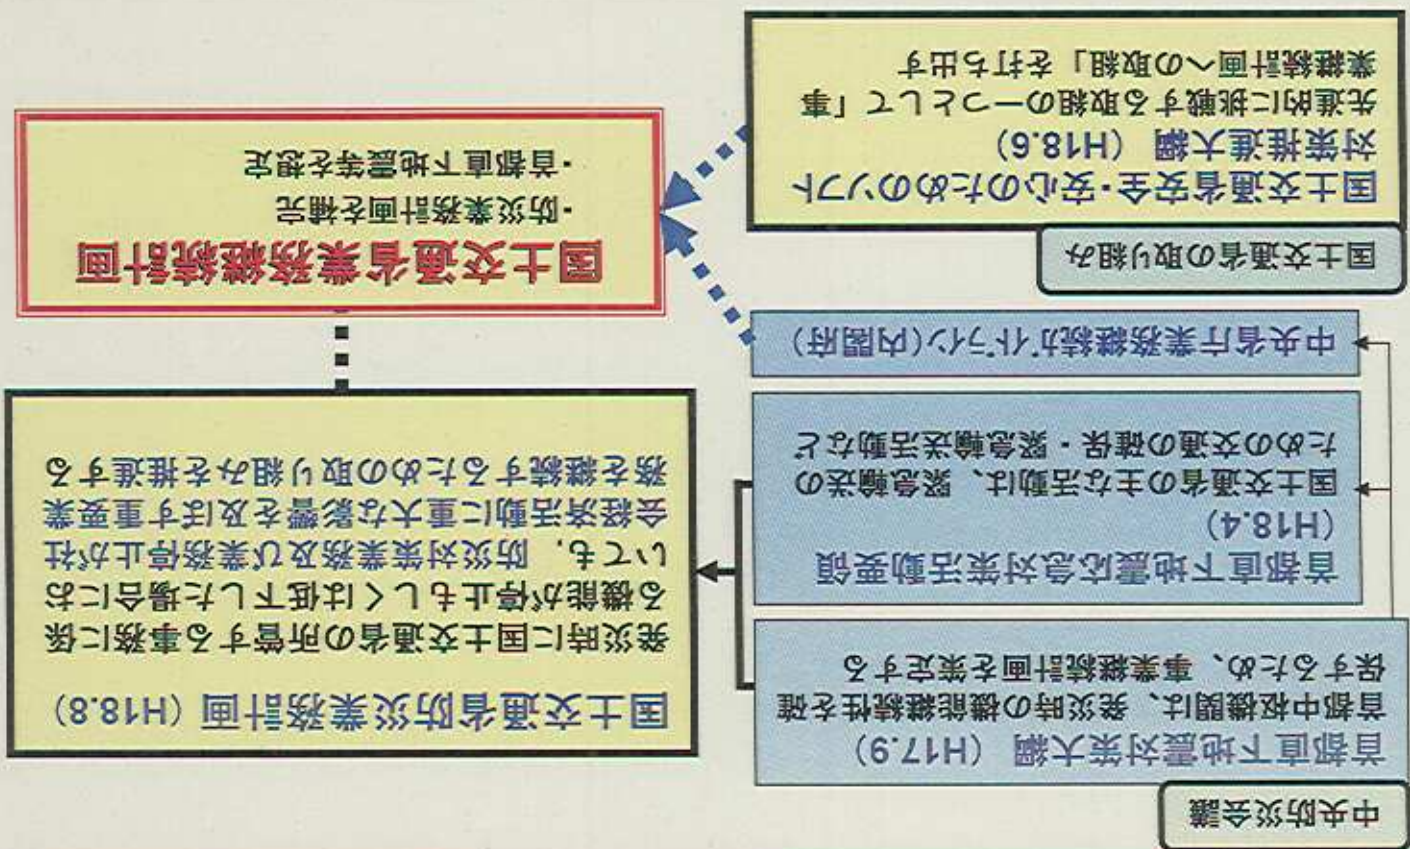 中央防災会議
首都直下地震対策大綱（H17.9）
首都中枢機関は、発災時の機能継続性を確
保するため、事業継続計画を策定する
首都直下地震応急対策活動要領
（H18.4）
国土交通省の主な活動は、緊急輸送の
ための交通の確保・緊急輸送活動など
中央省庁業務継続ｶﾞｲﾄﾞﾗｲﾝ（内閣府）
国土交通省の取り組み
国土交通省安全・安心のためのソフト
対策推進大綱（H18.6）
先進的に挑戦する取組の一つとして「事
業継続計画への取組」を打ち出す
国土交通省防災業務計画（H18.8）
発災時に国土交通省の所管する事務に係
る機能が停止もしくは低下した場合にお
いても，防災対策業務及び業務停止が社
会経済活動に重大な影響を及ぼす重要業
務を継続するための取り組みを推進する
国土交通省業務継続計画
・防災業務計画を補完
・首都直下地震等を想定